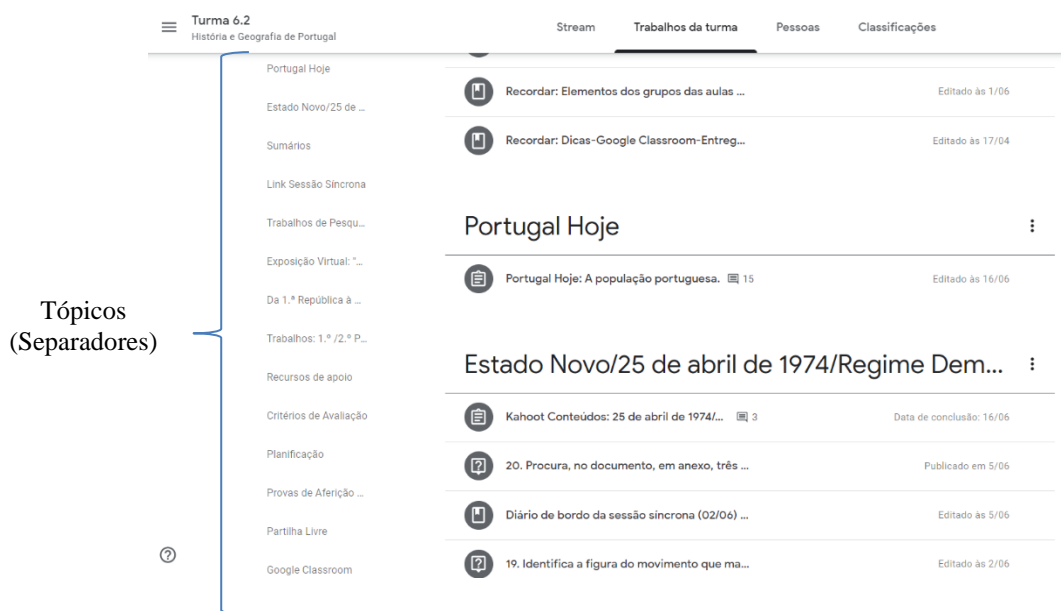 Turma 6.2
História e Geografia de Portugal
Stream
Trabalhos da turma
Pessoas
Classificações
Tópicos
(Separadores)
Portugal Hoje
Estado Novo/25 de ...
Sumários
Link Sessão Síncrona
Trabalhos de Pesqu...
Exposição Virtual: "...
Da 1.ª República à ...
Trabalhos: 1.º /2.º P...
Recursos de apoio
Critérios de Avaliação
Planificação
Provas de Aferição ...
Partilha Livre
Google Classroom
Recordar: Elementos dos grupos das aulas ...
Editado às 1/06
Recordar: Dicas-Google Classroom-Entreg...
Editado às 17/04
Portugal Hoje
Portugal Hoje: A população portuguesa. 15
Editado às 16/06
Estado Novo/25 de abril de 1974/Regime Dem...
Kahoot Conteúdos: 25 de abril de 1974/... 3
Data de conclusão: 16/06
20. Procura, no documento, em anexo, três ...
Publicado em 5/06
Diário de bordo da sessão síncrona (02/06) ...
Editado às 5/06
19. Identifica a figura do movimento que ma...
Editado às 2/06